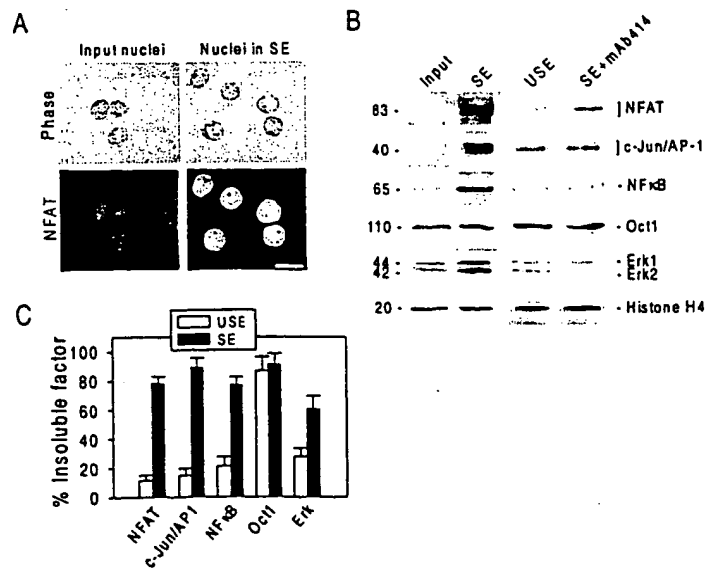 A
Input nuclei
Nuclei in SE
Phase
NFAT
B
Input
SE
USE
SE+mAb414
83 -
] NFAT
40 -
] c-Jun/AP-1
65 -
- NFκB
110 -
- Oct1
44 -
- Erk1
42 -
- Erk2
20 -
- Histone H4
C
USE
SE
% Insoluble factor
100
80
60
40
20
0
NFAT
c-Jun/AP1
NFκB
Oct1
Erk